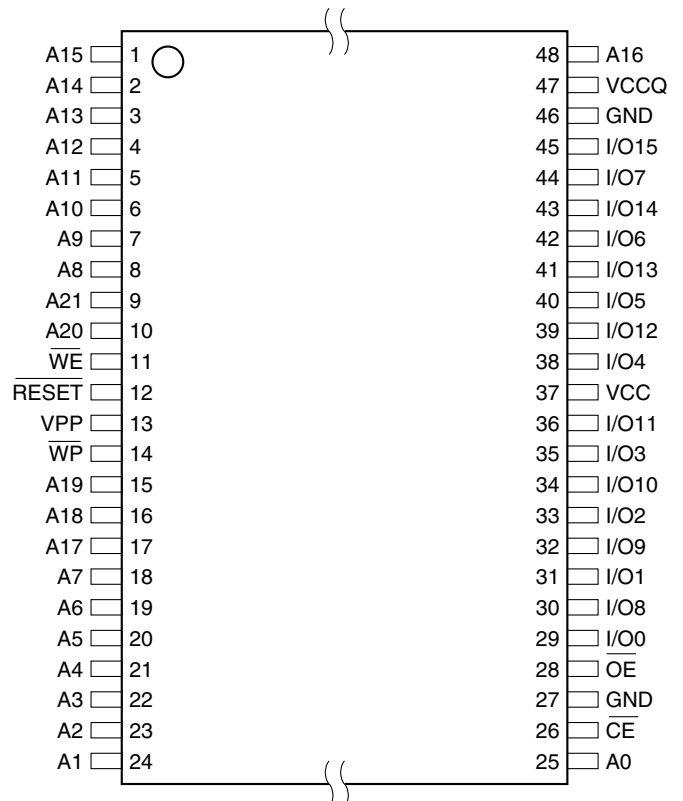 A15 1 48 A16
A14 2 47 VCCQ
A13 3 46 GND
A12 4 45 I/O15
A11 5 44 I/O7
A10 6 43 I/O14
A9 7 42 I/O6
A8 8 41 I/O13
A21 9 40 I/O5
A20 10 39 I/O12
WE 11 38 I/O4
RESET 12 37 VCC
VPP 13 36 I/O11
WP 14 35 I/O3
A19 15 34 I/O10
A18 16 33 I/O2
A17 17 32 I/O9
A7 18 31 I/O1
A6 19 30 I/O8
A5 20 29 I/O0
A4 21 28 OE
A3 22 27 GND
A2 23 26 CE
A1 24 25 A0